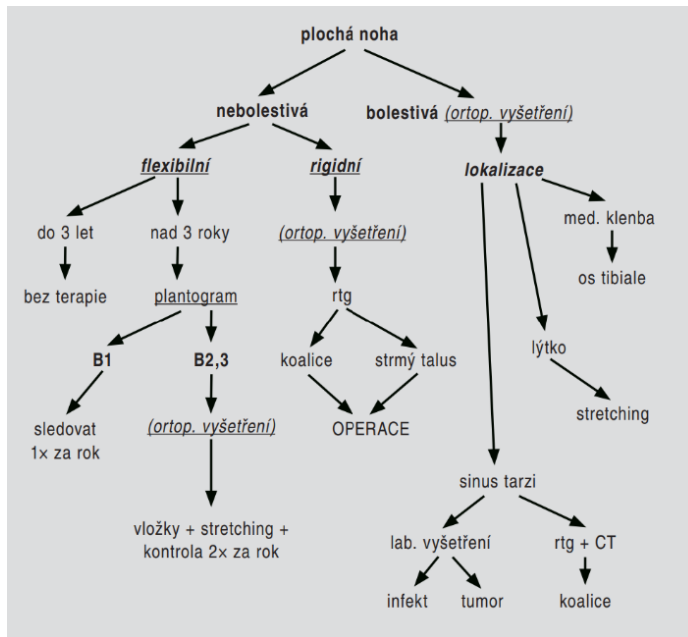 plochá noha
nebolestivá
bolestivá (ortop. vyšetření)
flexibilní
rigidní
lokalizace
do 3 let
nad 3 roky
(ortop. vyšetření)
med. klenba
bez terapie
plantogram
rtg
os tibiale
B1
B2,3
koalice
strmý talus
lýtko
sledovat
1× za rok
(ortop. vyšetření)
OPERACE
stretching
vložky + stretching +
kontrola 2× za rok
sinus tarzi
lab. vyšetření
rtg + CT
infekt
tumor
koalice